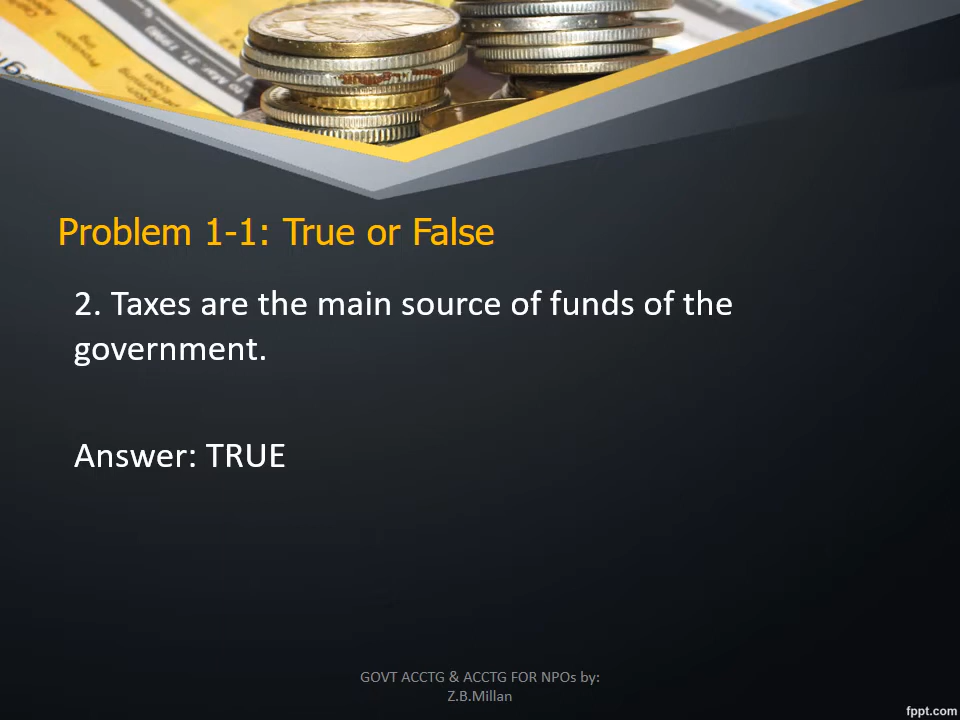 Problem 1-1: True or False
2. Taxes are the main source of funds of the
government.
Answer: TRUE
GOVT ACCTG & ACCTG FOR NPOs by:
Z.B.Millan
fppt.com